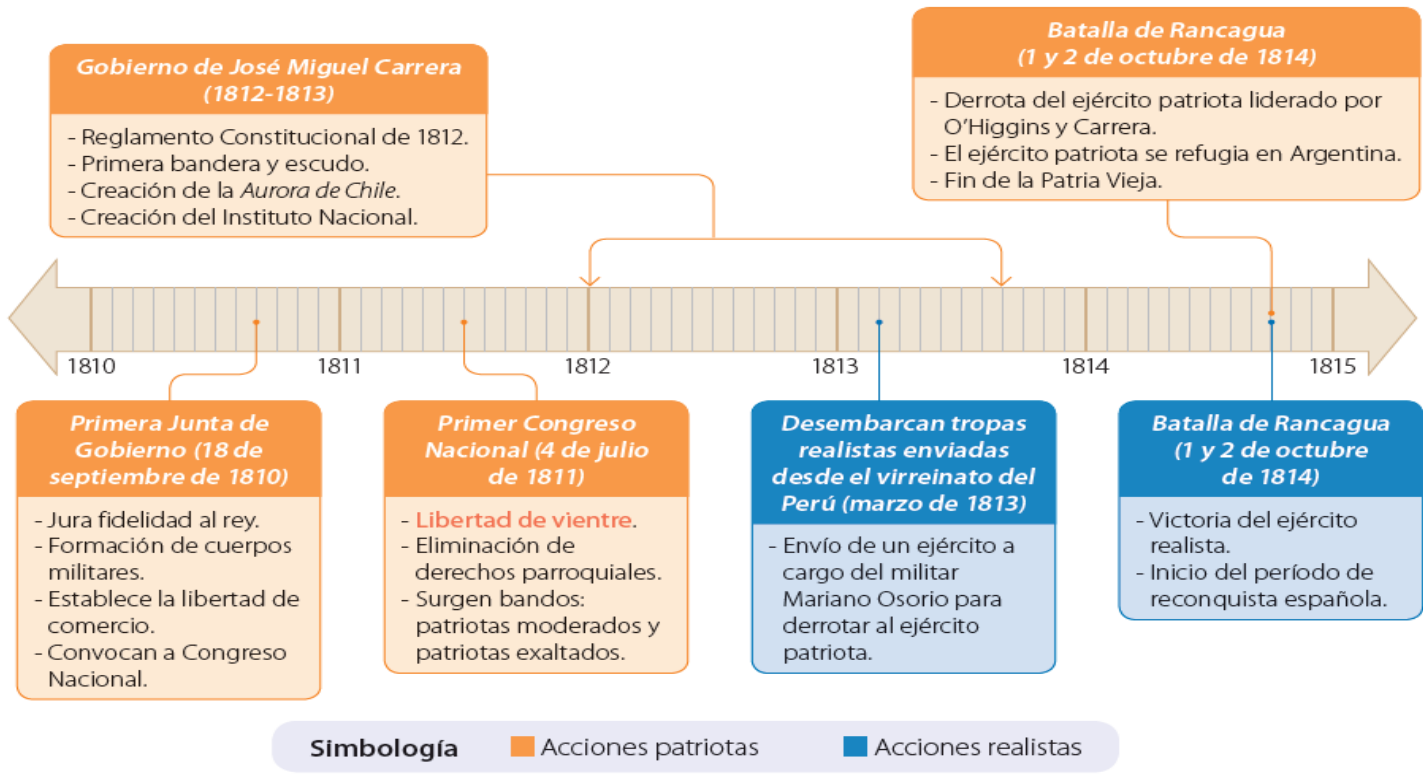 Gobierno de José Miguel Carrera
(1812-1813)
- Reglamento Constitucional de 1812.
- Primera bandera y escudo.
- Creación de la Aurora de Chile.
- Creación del Instituto Nacional.
Batalla de Rancagua
(1 y 2 de octubre de 1814)
- Derrota del ejército patriota liderado por
O’Higgins y Carrera.
- El ejército patriota se refugia en Argentina.
- Fin de la Patria Vieja.
1810
1811
1812
1813
1814
1815
Primera Junta de
Gobierno (18 de
septiembre de 1810)
- Jura fidelidad al rey.
- Formación de cuerpos
militares.
- Establece la libertad de
comercio.
- Convocan a Congreso
Nacional.
Primer Congreso
Nacional (4 de julio
de 1811)
- Libertad de vientre.
- Eliminación de
derechos parroquiales.
- Surgen bandos:
patriotas moderados y
patriotas exaltados.
Desembarcan tropas
realistas enviadas
desde el virreinato del
Perú (marzo de 1813)
- Envío de un ejército a
cargo del militar
Mariano Osorio para
derrotar al ejército
patriota.
Batalla de Rancagua
(1 y 2 de octubre
de 1814)
- Victoria del ejército
realista.
- Inicio del período de
reconquista española.
Simbología
Acciones patriotas
Acciones realistas